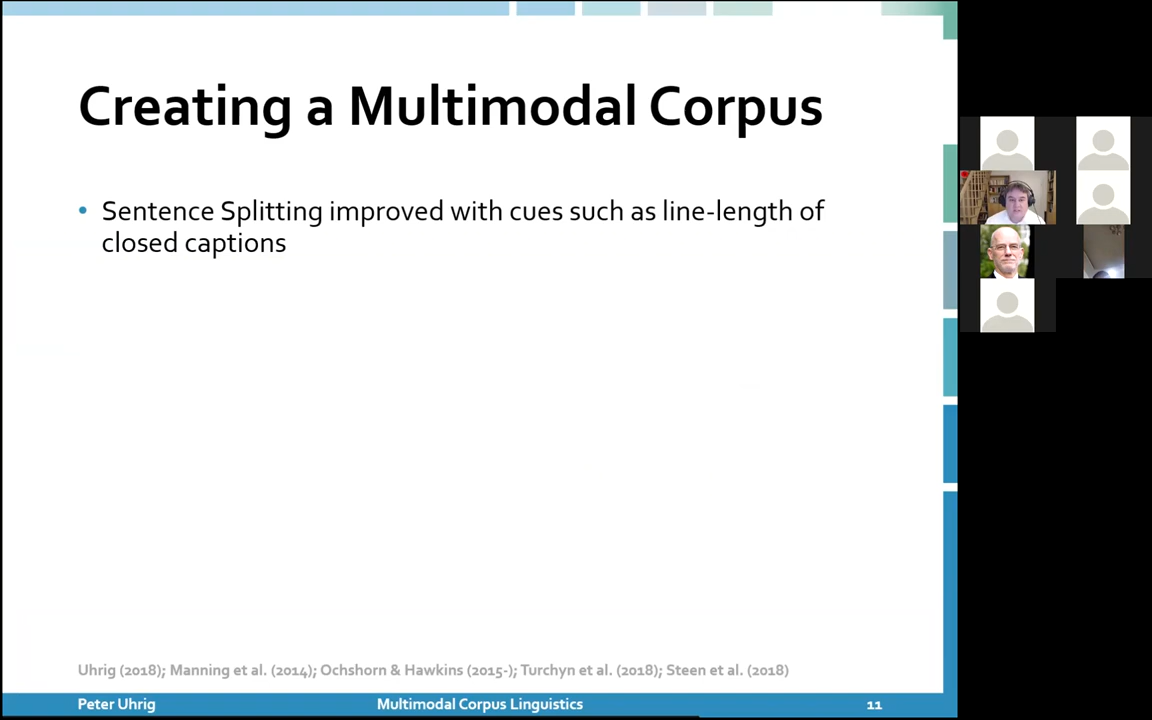 Creating a Multimodal Corpus
• Sentence Splitting improved with cues such as line-length of
closed captions
Uhrig (2018); Manning et al. (2014); Ochshorn & Hawkins (2015-); Turchyn et al. (2018); Steen et al. (2018)
Peter Uhrig Multimodal Corpus Linguistics 11